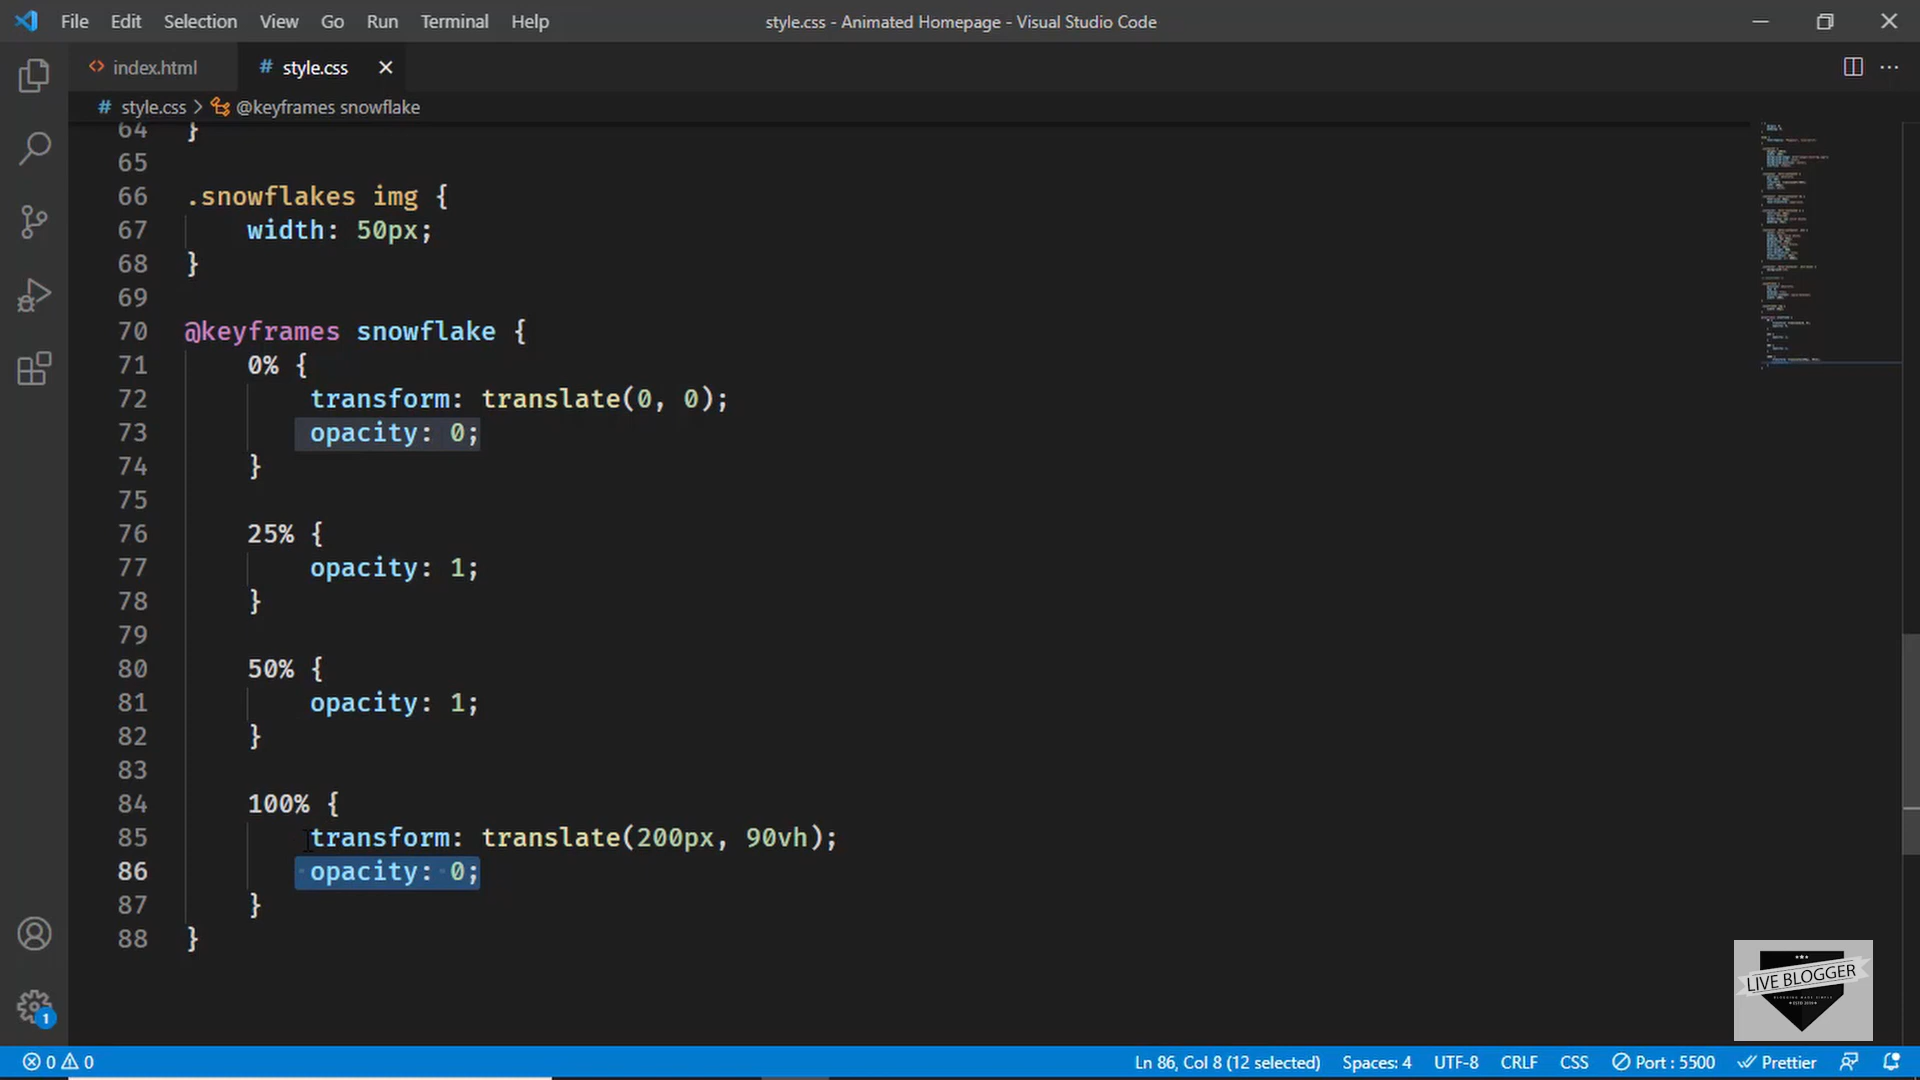 File Edit Selection View Go Run Terminal Help
style.css - Animated Homepage - Visual Studio Code
index.html
# style.css
# style.css > @keyframes snowflake
64 }
65
66 .snowflakes img {
67 width: 50px;
68 }
69
70 @keyframes snowflake {
71 0% {
72 transform: translate(0, 0);
73 opacity: 0;
74 }
75
76 25% {
77 opacity: 1;
78 }
79
80 50% {
81 opacity: 1;
82 }
83
84 100% {
85 transform: translate(200px, 90vh);
86 opacity: 0;
87 }
88 }
1
LIVE BLOGGER
0 0
Ln 86, Col 8 (12 selected) Spaces: 4 UTF-8 CRLF CSS Port : 5500 Prettier